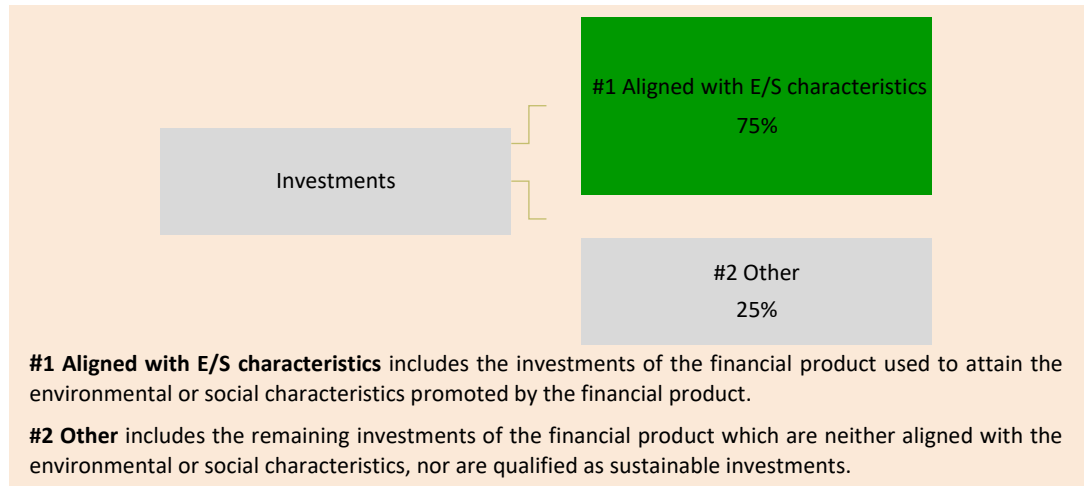 #1 Aligned with E/S characteristics
75%
Investments
#2 Other
25%
#1 Aligned with E/S characteristics includes the investments of the financial product used to attain the
environmental or social characteristics promoted by the financial product.
#2 Other includes the remaining investments of the financial product which are neither aligned with the
environmental or social characteristics, nor are qualified as sustainable investments.